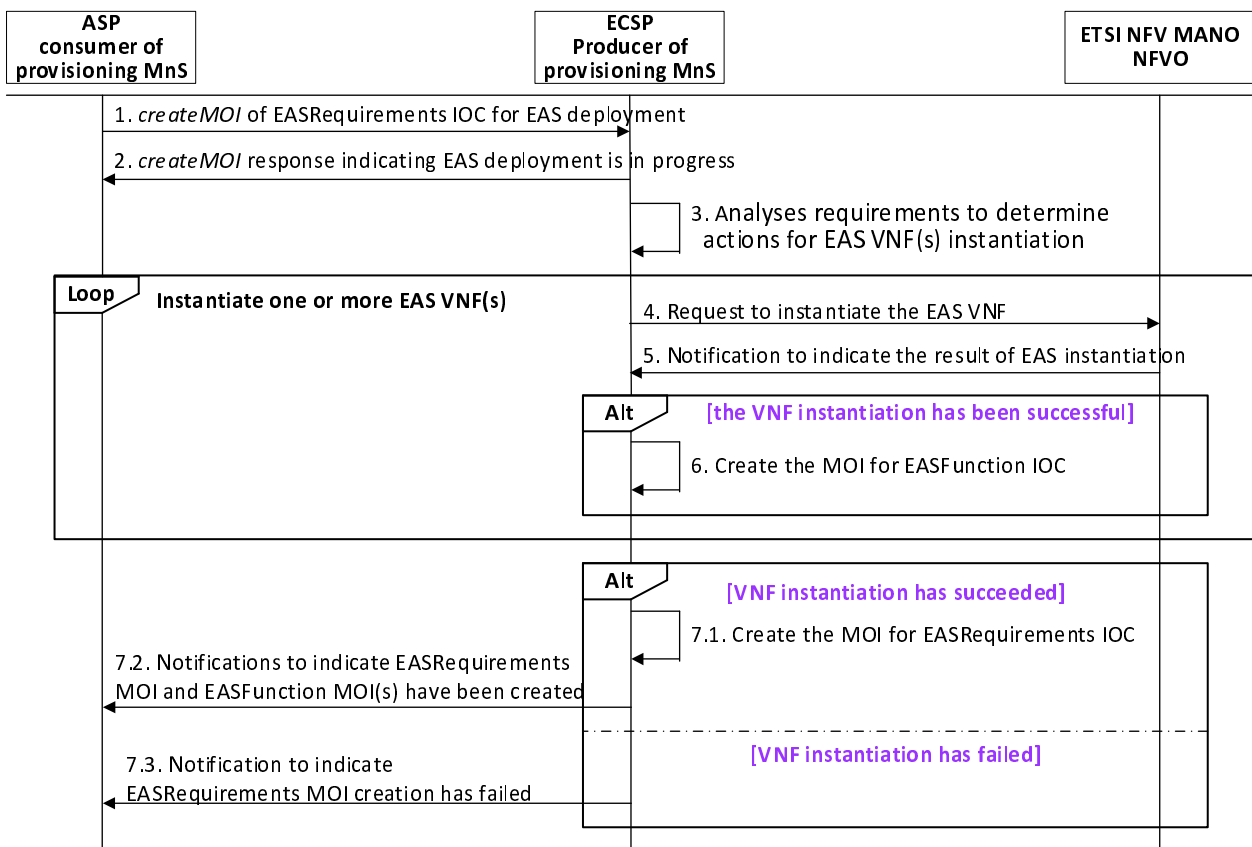 ASP
consumer of
provisioning MnS
ECSP
Producer of
provisioning MnS
ETSI NFV MANO
NFVO
1. createMOI of EASRequirements IOC for EAS deployment
2. createMOI response indicating EAS deployment is in progress
3. Analyses requirements to determine
actions for EAS VNF(s) instantiation
Loop
Instantiate one or more EAS VNF(s)
4. Request to instantiate the EAS VNF
5. Notification to indicate the result of EAS instantiation
Alt
[the VNF instantiation has been successful]
6. Create the MOI for EASFunction IOC
Alt
[VNF instantiation has succeeded]
7.1. Create the MOI for EASRequirements IOC
7.2. Notifications to indicate EASRequirements
MOI and EASFunction MOI(s) have been created
[VNF instantiation has failed]
7.3. Notification to indicate
EASRequirements MOI creation has failed